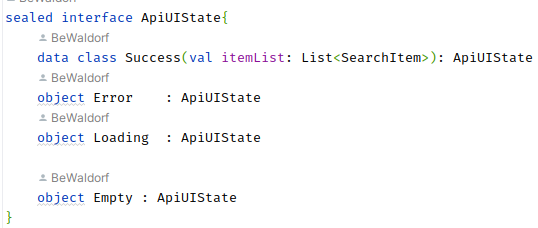 BeWaldorf
sealed interface ApiUIState{
BeWaldorf
data class Success(val itemList: List<SearchItem>): ApiUIState
BeWaldorf
object Error    : ApiUIState
BeWaldorf
object Loading  : ApiUIState
BeWaldorf
object Empty : ApiUIState
}